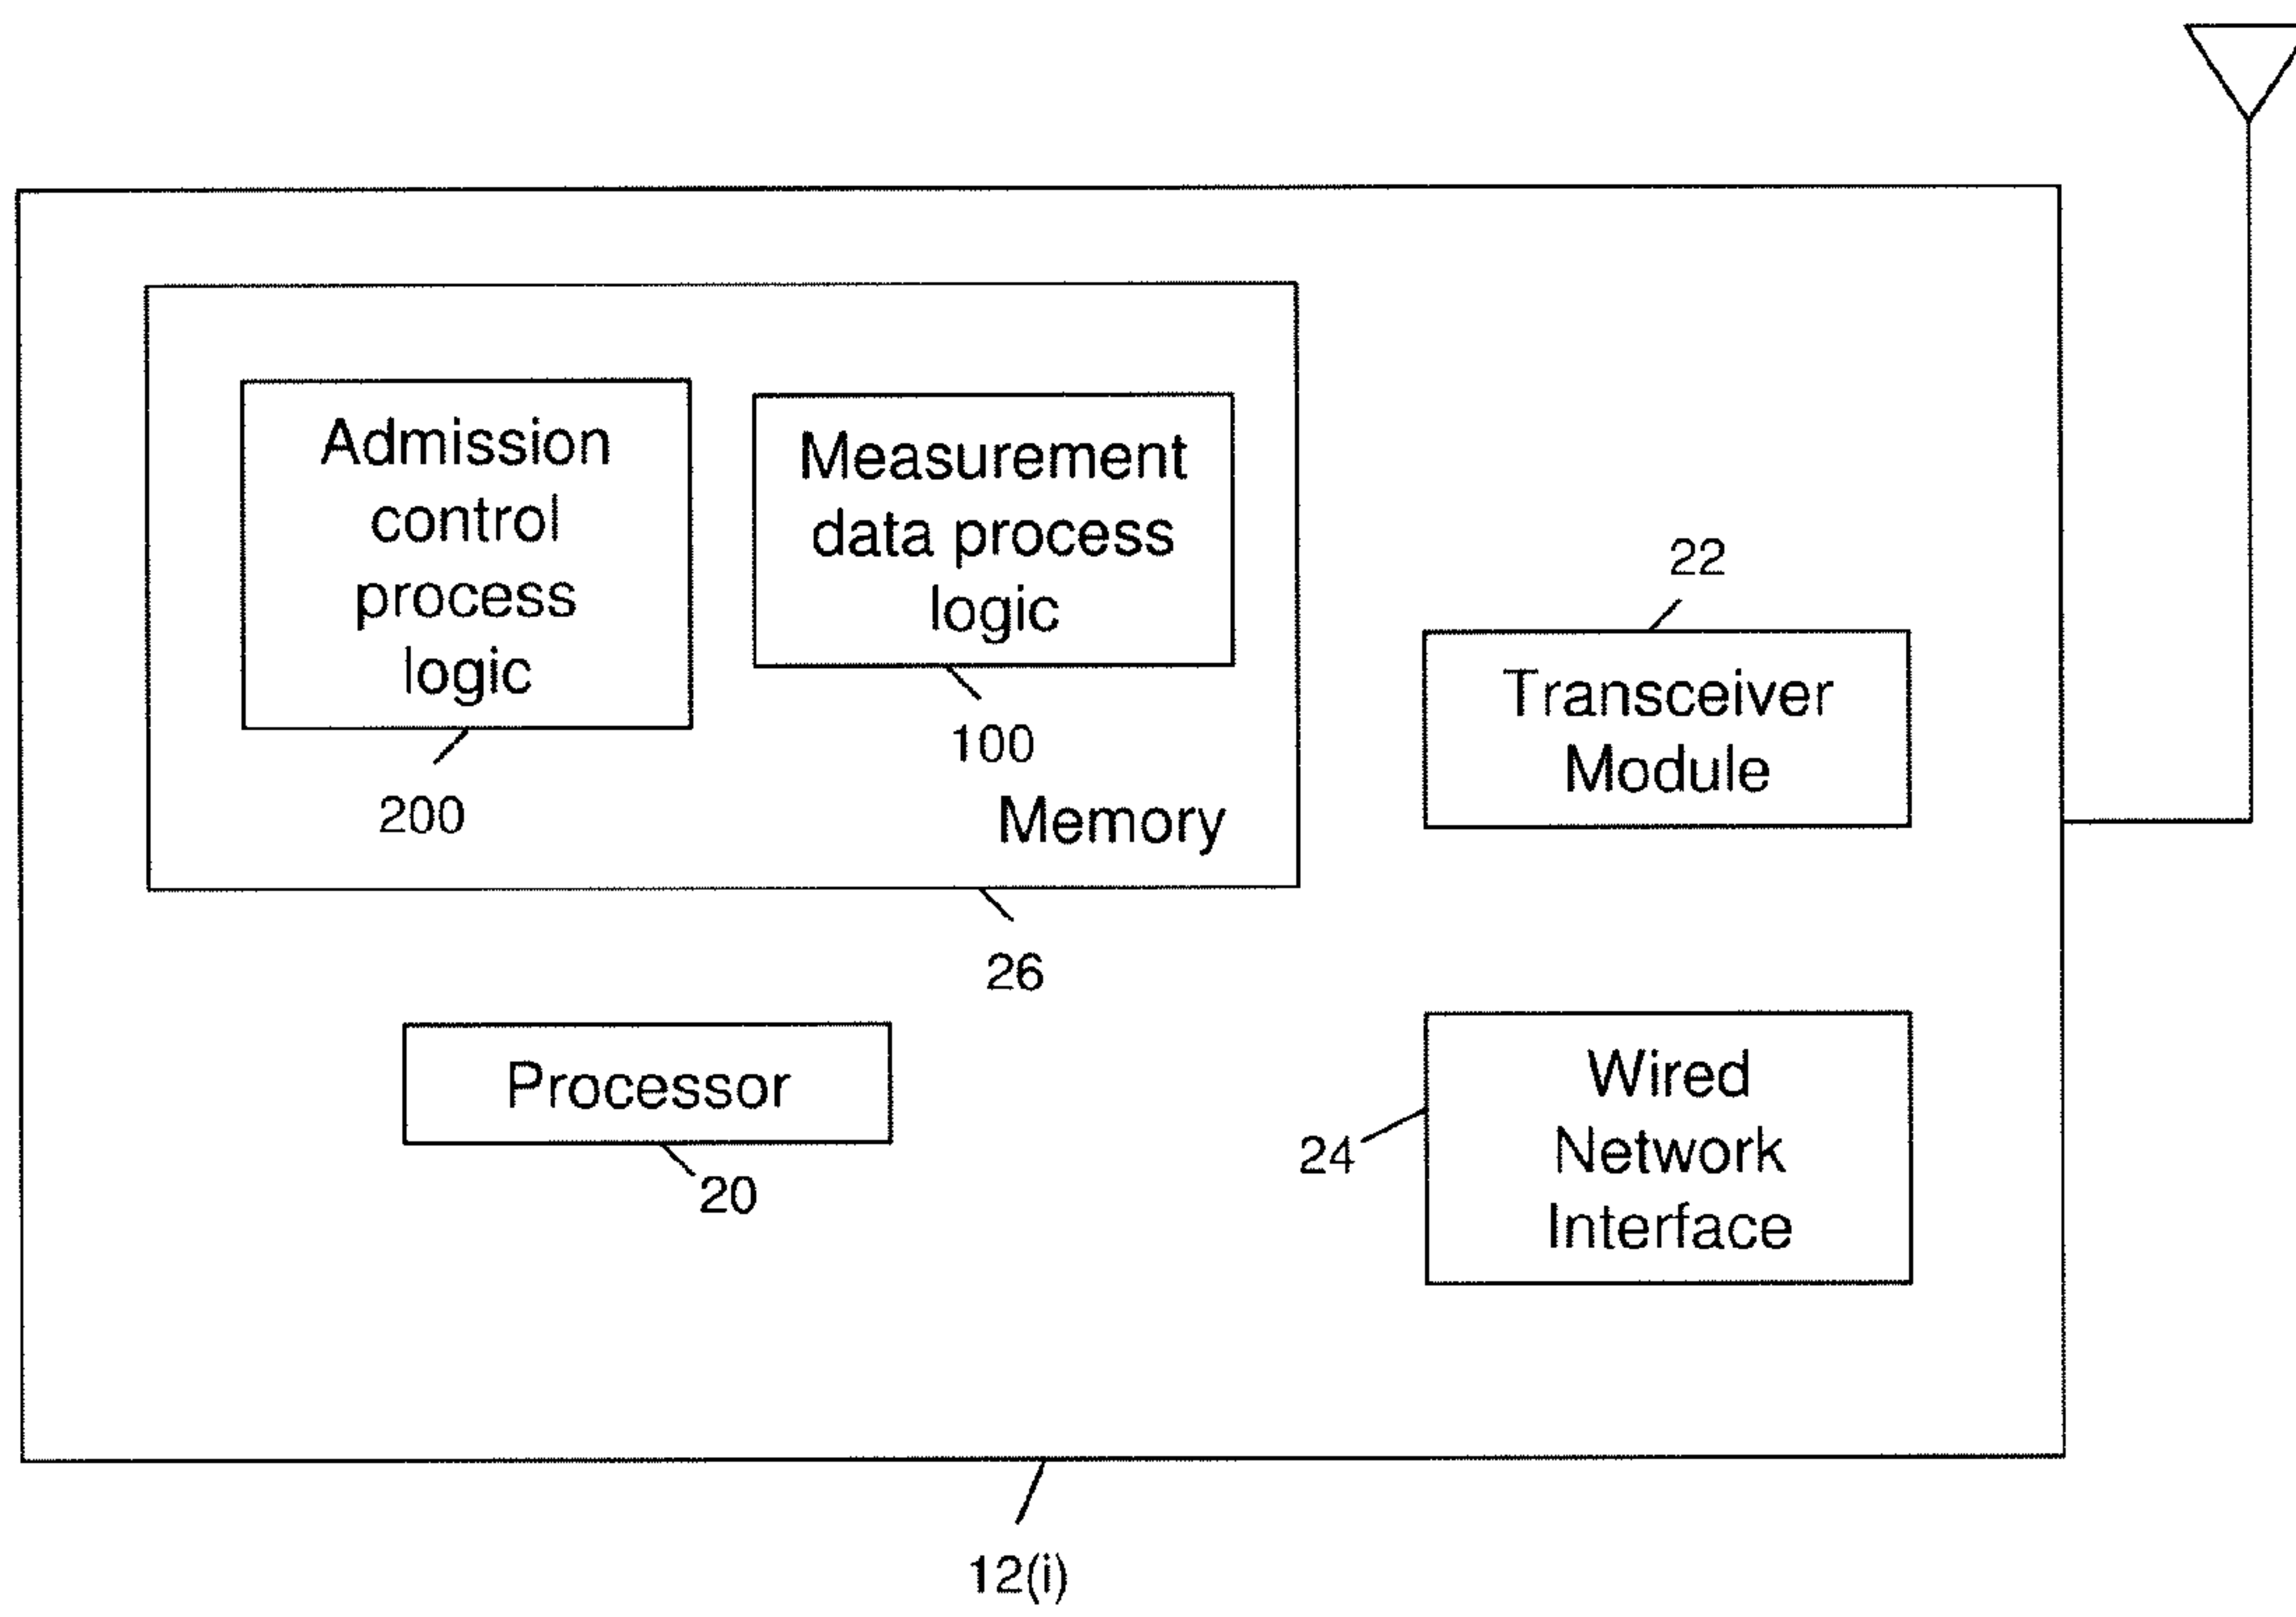 Admission
control
process
logic
200
Measurement
data process
logic
100
Memory
26
22
Transceiver
Module
Processor
20
24
Wired
Network
Interface
12(i)